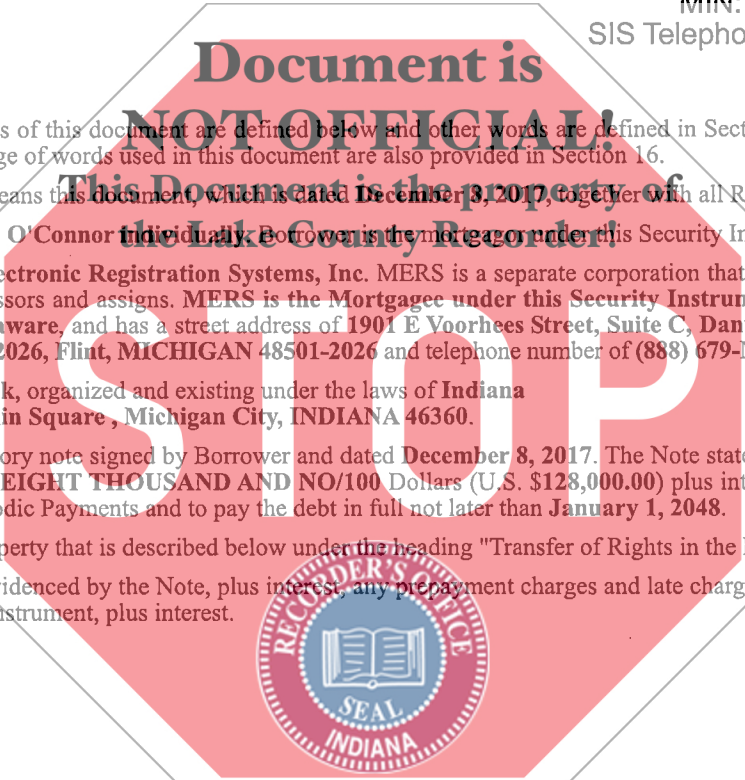 MIN:
SIS Telepho
Document is
NOT OFFICIAL!
s of this document are defined below and other words are defined in Sect
ge of words used in this document are also provided in Section 16.
This Document is the property of
eans this document, which is dated December 8, 2017, together with all R
the Lake County Recorder!
O'Connor individually. Borrower is the mortgagor under this Security In
ectronic Registration Systems, Inc. MERS is a separate corporation that
ssors and assigns. MERS is the Mortgagee under this Security Instrum
aware, and has a street address of 1901 E Voorhees Street, Suite C, Dan
2026, Flint, MICHIGAN 48501-2026 and telephone number of (888) 679-
STOP
k, organized and existing under the laws of Indiana
in Square , Michigan City, INDIANA 46360.
ory note signed by Borrower and dated December 8, 2017. The Note state
EIGHT THOUSAND AND NO/100 Dollars (U.S. $128,000.00) plus int
odic Payments and to pay the debt in full not later than January 1, 2048.
perty that is described below under the heading "Transfer of Rights in the
videnced by the Note, plus interest, any prepayment charges and late charg
nstrument, plus interest.
RECORDER'S OFFICE
SEAL
INDIANA